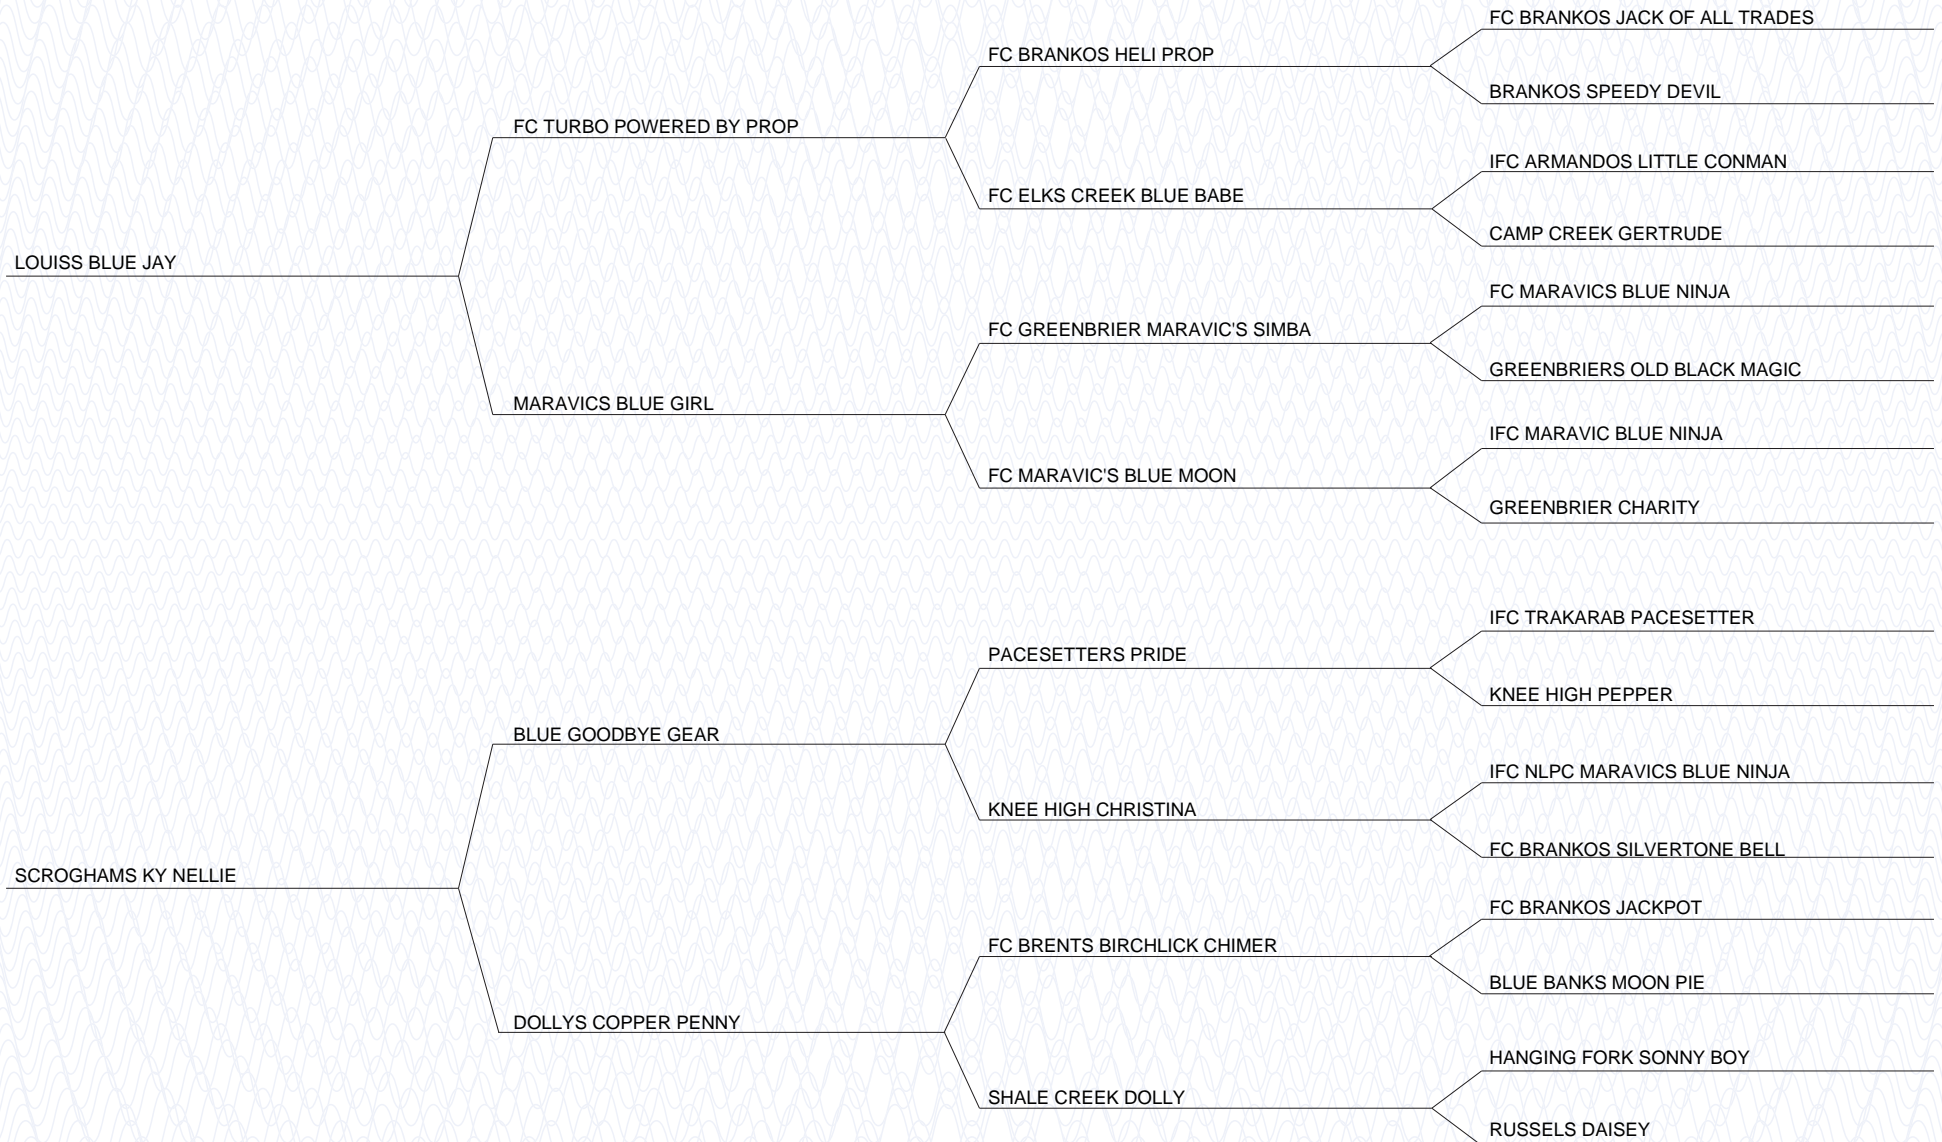 FC BRANKOS JACK OF ALL TRADES
FC BRANKOS HELI PROP
BRANKOS SPEEDY DEVIL
FC TURBO POWERED BY PROP
IFC ARMANDOS LITTLE CONMAN
FC ELKS CREEK BLUE BABE
CAMP CREEK GERTRUDE
LOUISS BLUE JAY
FC MARAVICS BLUE NINJA
FC GREENBRIER MARAVIC'S SIMBA
GREENBRIERS OLD BLACK MAGIC
MARAVICS BLUE GIRL
IFC MARAVIC BLUE NINJA
FC MARAVIC'S BLUE MOON
GREENBRIER CHARITY
IFC TRAKARAB PACESETTER
PACESETTERS PRIDE
KNEE HIGH PEPPER
BLUE GOODBYE GEAR
IFC NLPC MARAVICS BLUE NINJA
KNEE HIGH CHRISTINA
FC BRANKOS SILVERTONE BELL
SCROGHAMS KY NELLIE
FC BRANKOS JACKPOT
FC BRENTS BIRCHLICK CHIMER
BLUE BANKS MOON PIE
DOLLYS COPPER PENNY
HANGING FORK SONNY BOY
SHALE CREEK DOLLY
RUSSELS DAISEY